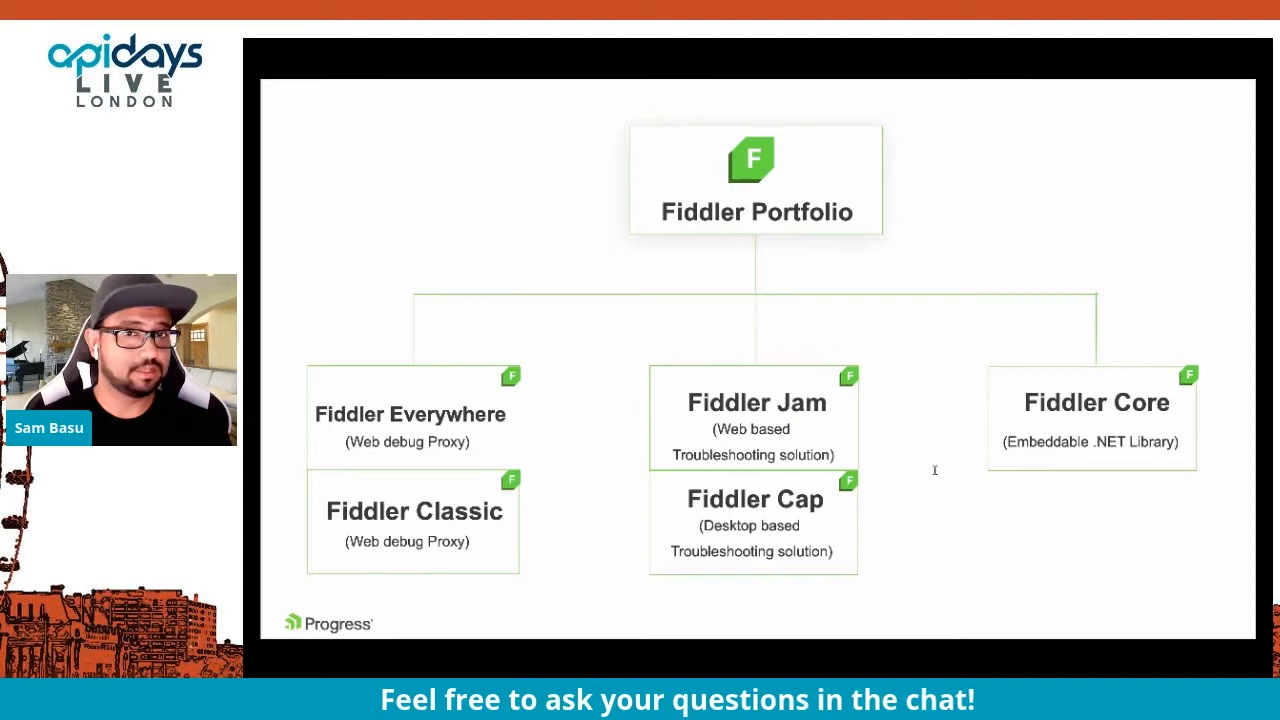 apidays
LIVE
LONDON
F
Fiddler Portfolio
F
Fiddler Everywhere
(Web debug Proxy)
F
Fiddler Classic
(Web debug Proxy)
F
Fiddler Jam
(Web based
Troubleshooting solution)
F
Fiddler Cap
(Desktop based
Troubleshooting solution)
F
Fiddler Core
(Embeddable .NET Library)
Progress
Sam Basu
Feel free to ask your questions in the chat!